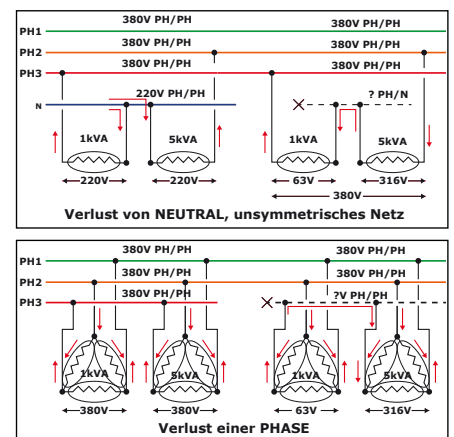 380V PH/PH 380V PH/PH
PH1
380V PH/PH 380V PH/PH
PH2
380V PH/PH 380V PH/PH
PH3
220V PH/PH ? PH/N
N
1kVA 5kVA 1kVA 5kVA
220V 220V 63V 316V
380V
Verlust von NEUTRAL, unsymmetrisches Netz
380V PH/PH 380V PH/PH
PH1
380V PH/PH 380V PH/PH
PH2
380V PH/PH ?V PH/PH
PH3
1kVA 5kVA 1kVA 5kVA
380V 380V 63V 316V
Verlust einer PHASE